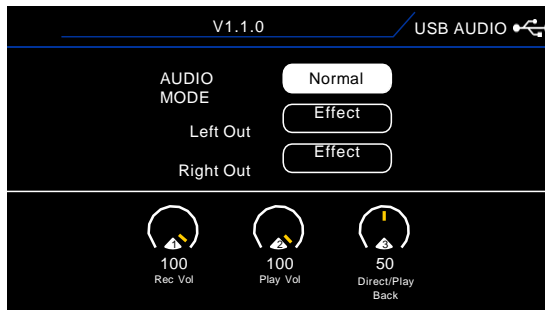 V1.1.0
USB AUDIO
AUDIO
MODE
Normal
Left Out
Effect
Right Out
Effect
1
2
3
100
100
50
Rec Vol
Play Vol
Direct/Play
Back